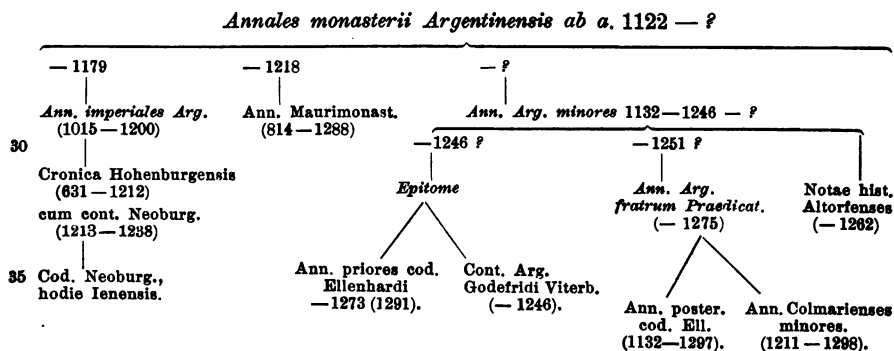 Annales monasterii Argentinensis ab a. 1122 — ?
— 1179
— 1218
— ?
Ann. imperiales Arg.
(1015 — 1200)
Ann. Maurimonast.
(814 — 1288)
Ann. Arg. minores 1132—1246 — ?
30
—1246 ?
—1251 ?
Cronica Hohenburgensis
(631 — 1212)
cum cont. Neoburg.
(1213 — 1238)
Epitome
Ann. Arg.
fratrum Praedicat.
(— 1275)
Notae hist.
Altorfenses
(— 1262)
35
Cod. Neoburg.,
hodie Ienensis.
Ann. priores cod.
Ellenhardi
—1273 (1291).
Cont. Arg.
Godefridi Viterb.
(— 1246).
Ann. poster.
cod. Ell.
(1132—1297).
Ann. Colmarienses
minores.
(1211 — 1298).